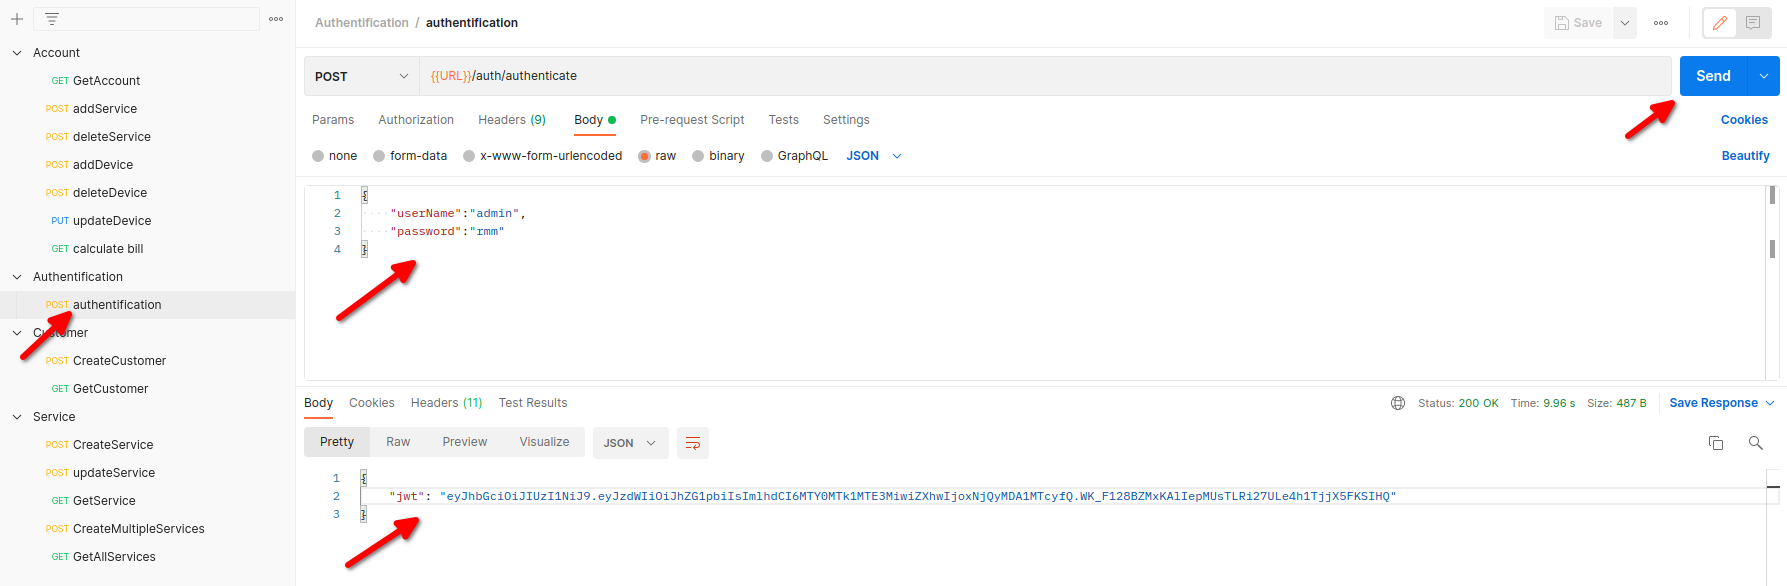 Account
GET GetAccount
POST addService
POST deleteService
POST addDevice
POST deleteDevice
PUT updateDevice
GET calculate bill
Authentification
POST authentification
Customer
POST CreateCustomer
GET GetCustomer
Service
POST CreateService
POST updateService
GET GetService
POST CreateMultipleServices
GET GetAllServices
Authentification / authentification
Save
POST {{URL}}/auth/authenticate
Send
Params Authorization Headers (9) Body Pre-request Script Tests Settings
Cookies
none form-data x-www-form-urlencoded raw binary GraphQL JSON
Beautify
1 {
2 "userName":"admin",
3 "password":"rmm"
4 }
Body Cookies Headers (11) Test Results
Status: 200 OK Time: 9.96 s Size: 487 B Save Response
Pretty Raw Preview Visualize JSON
1 {
2 "jwt": "eyJhbGciOiJIUzI1NiJ9.eyJzdWIiOiJhZG1pbiIsImlhdCI6MTY0MTk1MTE3MiwiZXhwIjoxNjQyMDA1MTcyfQ.WK_F128BZMxKAlIepMUsTLRi27ULe4h1TjjX5FKSIHQ"
3 }